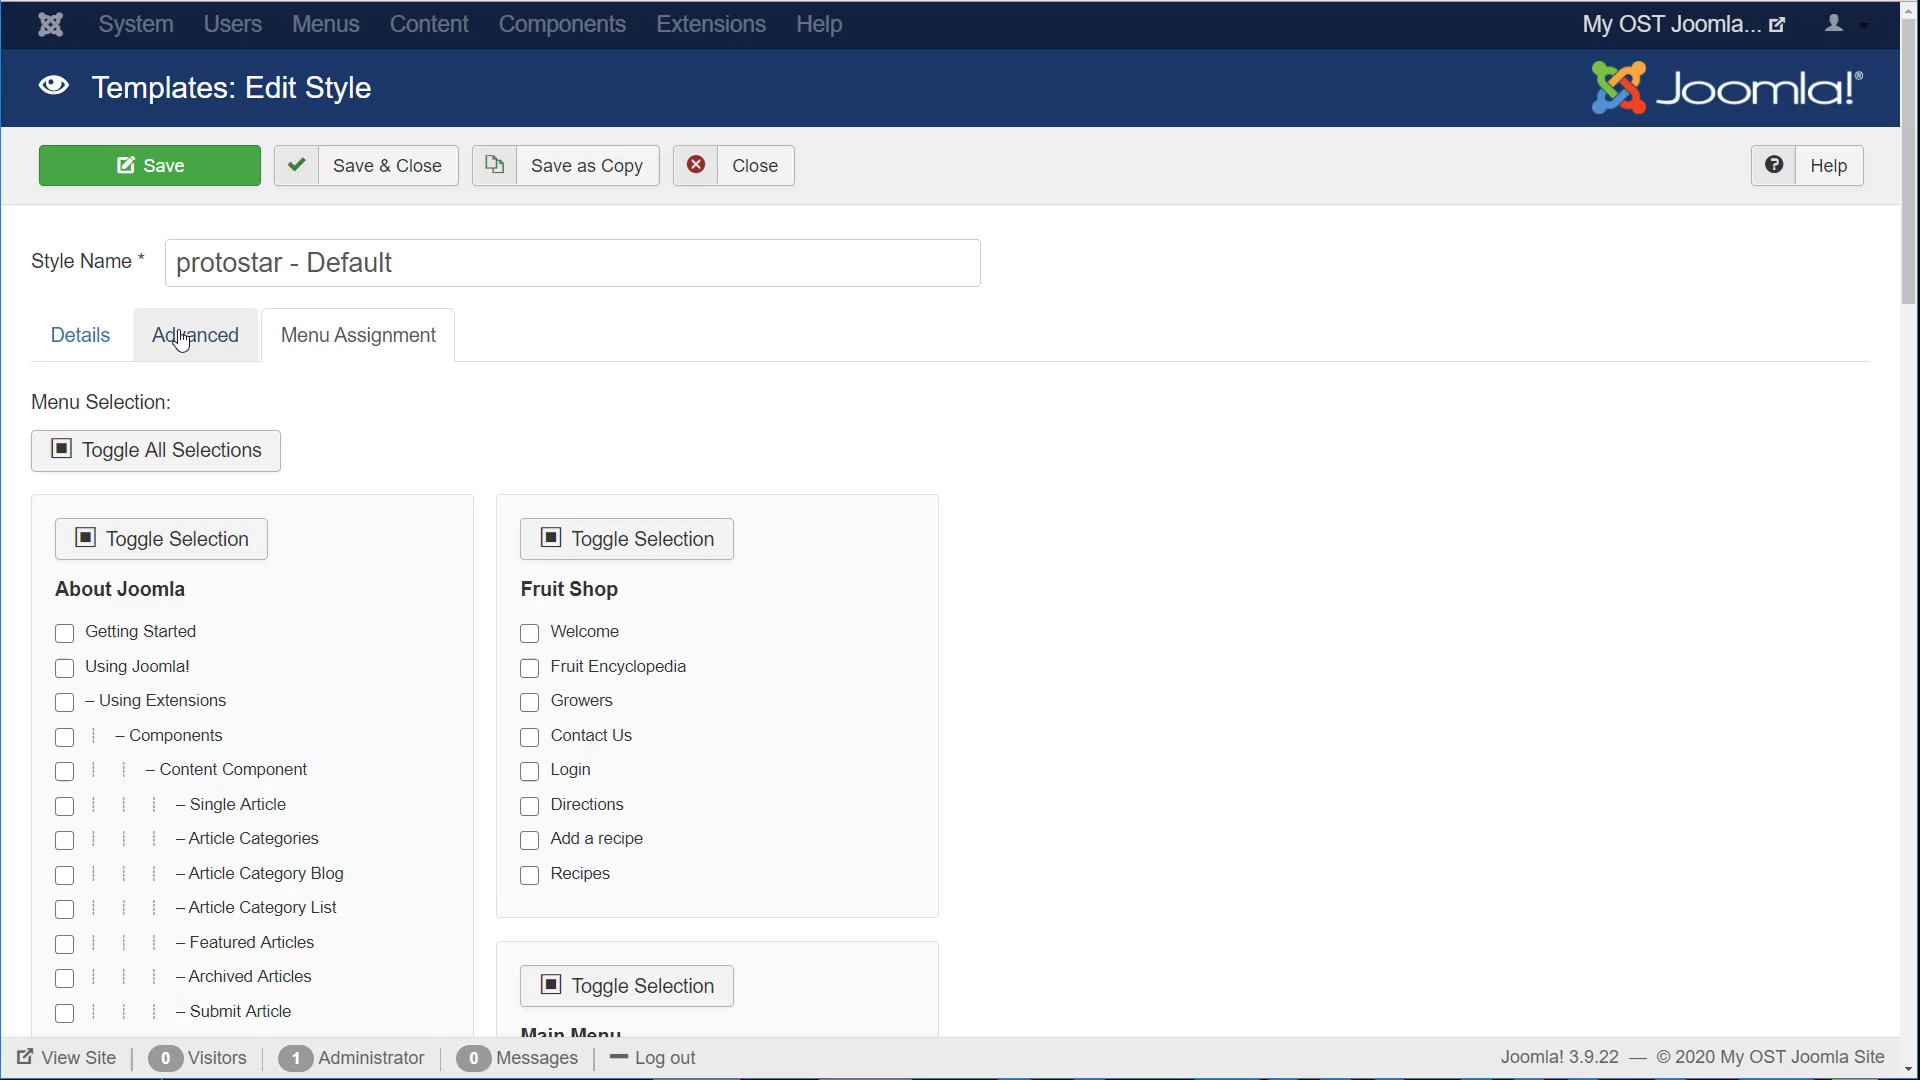 System Users Menus Content Components Extensions Help My OST Joomla...
Templates: Edit Style Joomla!®
Save Save & Close Save as Copy Close Help
Style Name * protostar - Default
Details Advanced Menu Assignment
Menu Selection:
Toggle All Selections
Toggle Selection
About Joomla
Getting Started
Using Joomla!
– Using Extensions
– Components
– Content Component
– Single Article
– Article Categories
– Article Category Blog
– Article Category List
– Featured Articles
– Archived Articles
– Submit Article
Toggle Selection
Fruit Shop
Welcome
Fruit Encyclopedia
Growers
Contact Us
Login
Directions
Add a recipe
Recipes
Toggle Selection
Main Menu
View Site 0 Visitors 1 Administrator 0 Messages Log out Joomla! 3.9.22 — © 2020 My OST Joomla Site